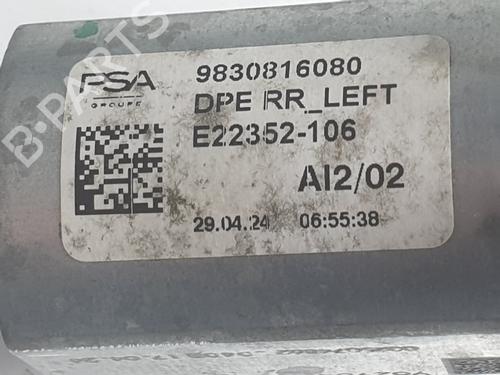 PSA
GROUPE
9830816080
DPE RR_LEFT
E22352-106
AI2/02
29.04.24 06:55:38
B-PARTS